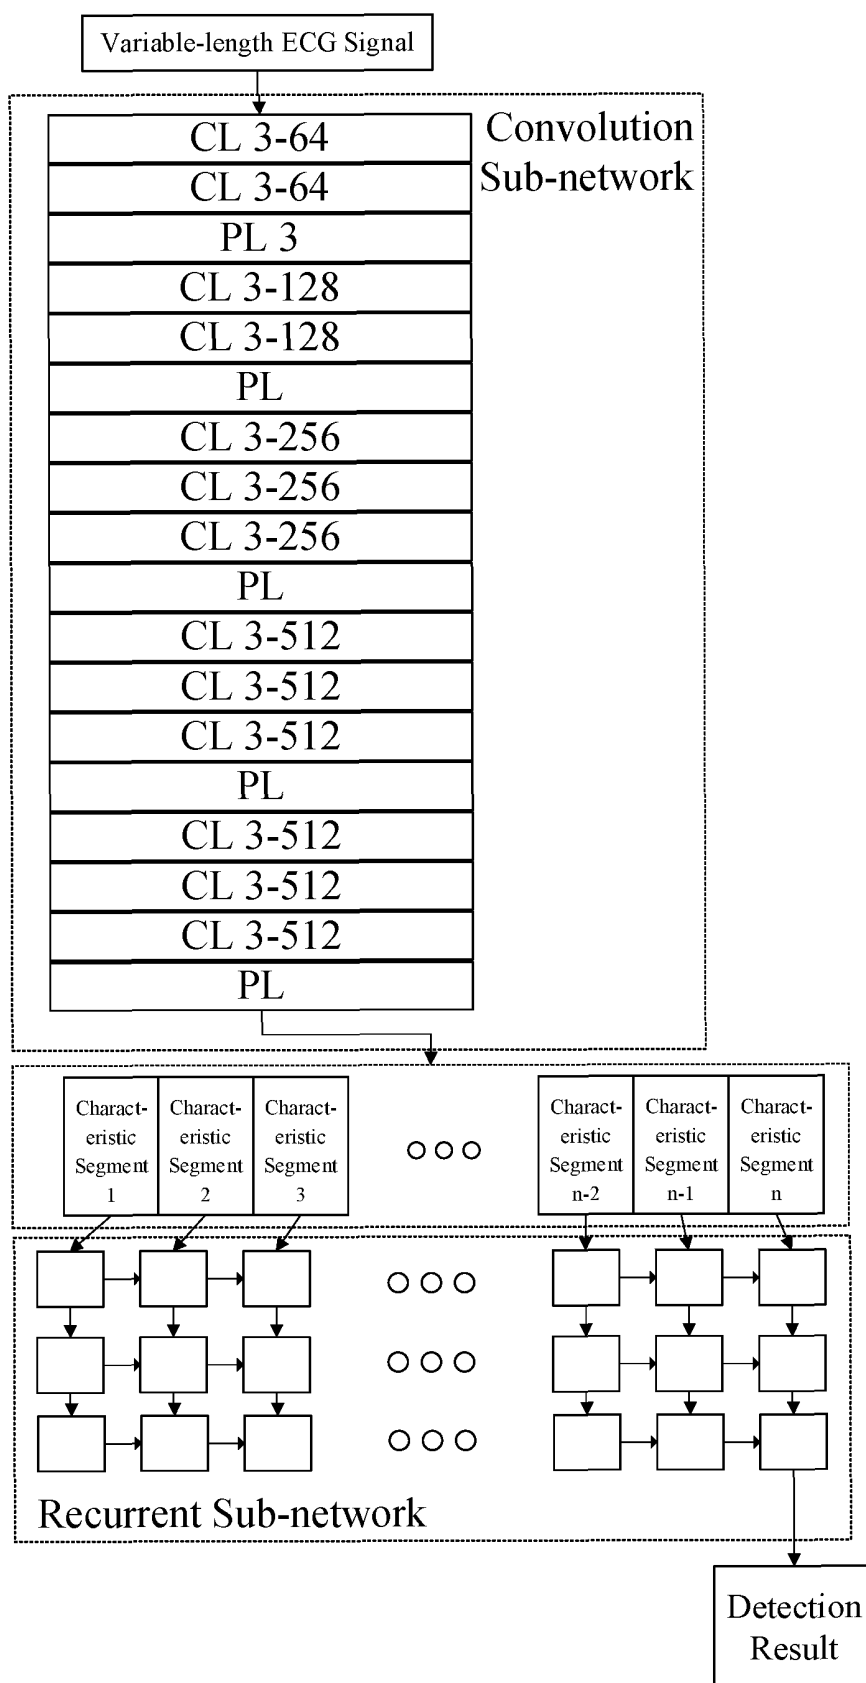 Variable-length ECG Signal
Convolution
Sub-network
CL 3-64
CL 3-64
PL 3
CL 3-128
CL 3-128
PL
CL 3-256
CL 3-256
CL 3-256
PL
CL 3-512
CL 3-512
CL 3-512
PL
CL 3-512
CL 3-512
CL 3-512
PL
Charact-
eristic
Segment
1
Charact-
eristic
Segment
2
Charact-
eristic
Segment
3
Charact-
eristic
Segment
n-2
Charact-
eristic
Segment
n-1
Charact-
eristic
Segment
n
Recurrent Sub-network
Detection
Result